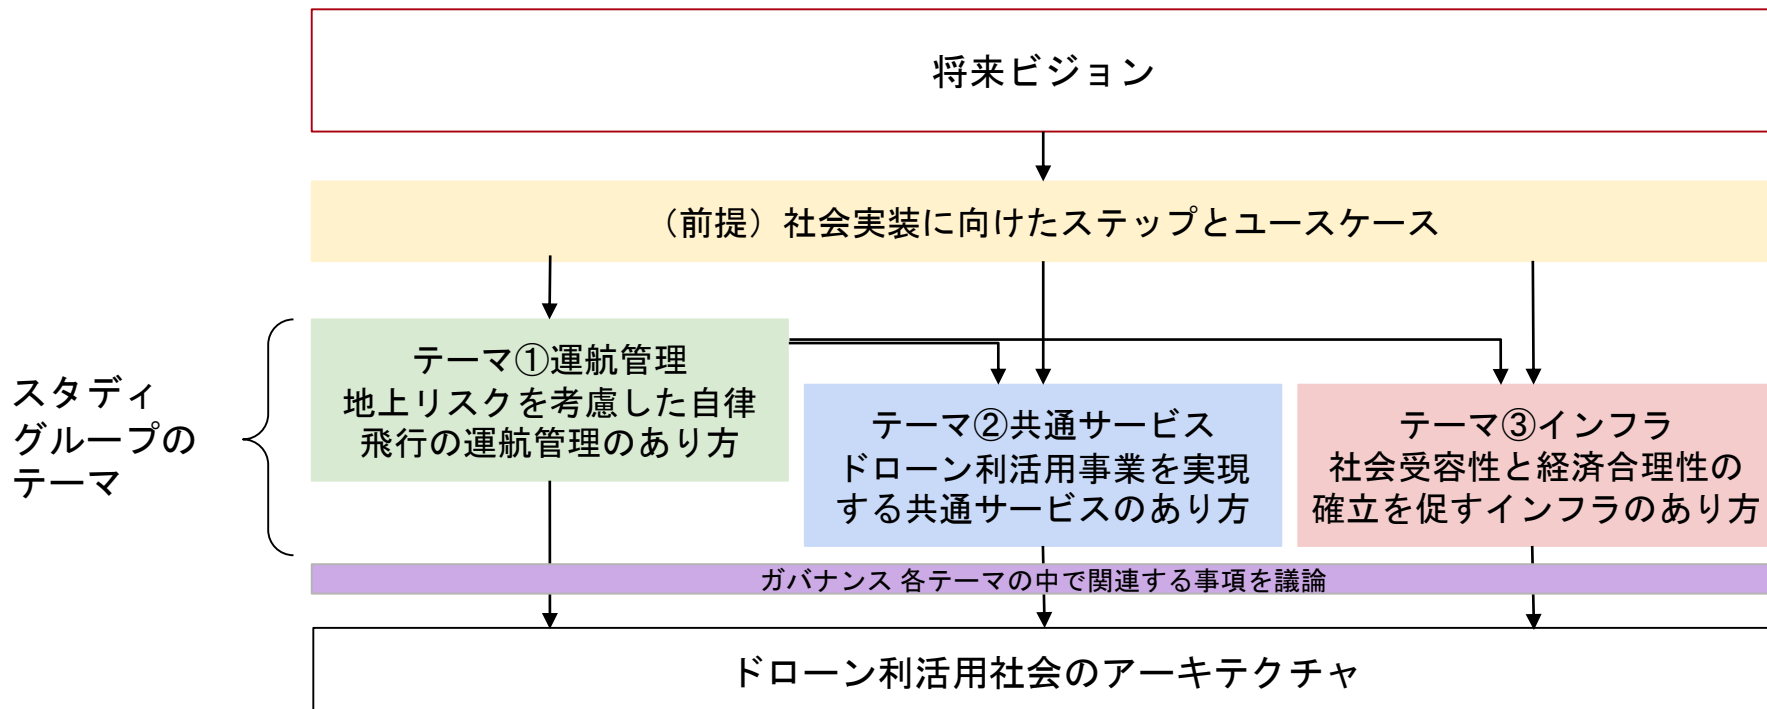 将来ビジョン
（前提）社会実装に向けたステップとユースケース
スタディ
グループの
テーマ
テーマ①運航管理
地上リスクを考慮した自律
飛行の運航管理のあり方
テーマ②共通サービス
ドローン利活用事業を実現
する共通サービスのあり方
テーマ③インフラ
社会受容性と経済合理性の
確立を促すインフラのあり方
ガバナンス 各テーマの中で関連する事項を議論
ドローン利活用社会のアーキテクチャ